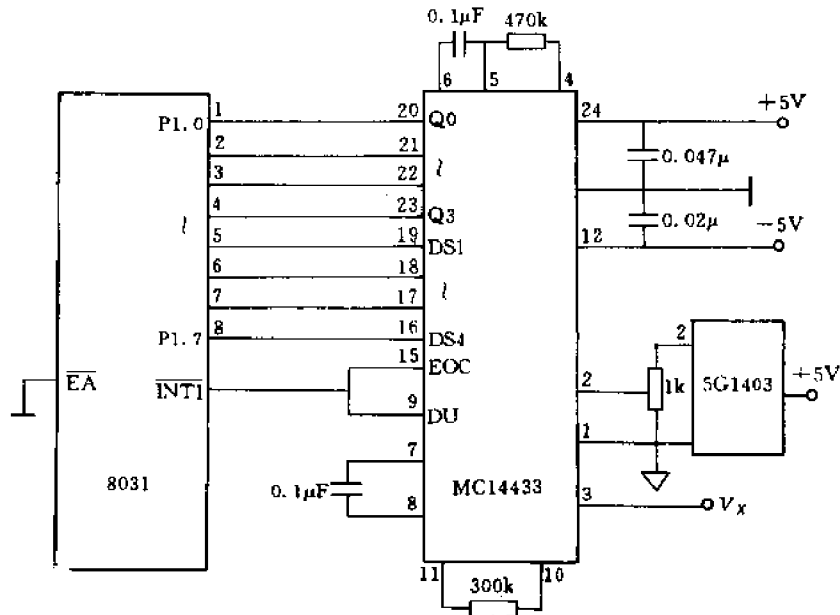 0.1μF
470k
6
5
4
1
20
Q0
24
+5V
P1.0
2
21
≀
0.047μ
3
22
4
23
Q3
0.02μ
-5V
≀
5
19
DS1
12
6
18
≀
7
17
P1.7
8
16
DS4
2
15
EOC
EA
INT1
2
1k
5G1403
+5V
9
DU
1
7
0.1μF
8031
8
MC14433
3
Vx
11
300k
10